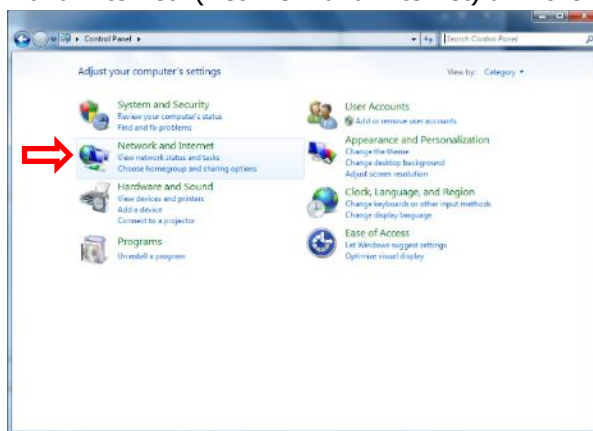 Control Panel
Search Control Panel
Adjust your computer's settings
View by: Category
System and Security
Review your computer's status
Find and fix problems
Network and Internet
View network status and tasks
Choose homegroup and sharing options
Hardware and Sound
View devices and printers
Add a device
Connect to a projector
Programs
Uninstall a program
User Accounts
Add or remove user accounts
Appearance and Personalization
Change the theme
Change desktop background
Adjust screen resolution
Clock, Language, and Region
Change keyboards or other input methods
Change display language
Ease of Access
Let Windows suggest settings
Optimize visual display